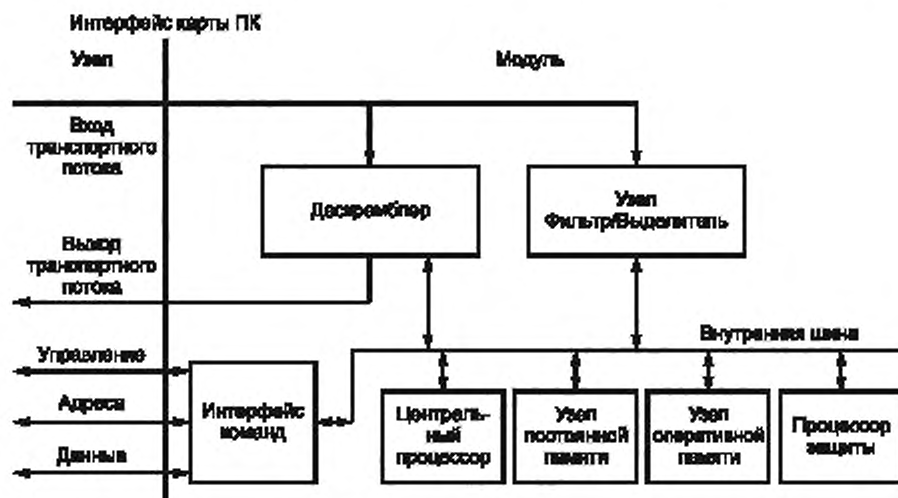 Интерфейс карты ПК
Узел
Модуль
Вход
транспортного
потока
Дескремблер
Узел
Фильтр/Выделитель
Выход
транспортного
потока
Внутренняя шина
Управление
Адреса
Данные
Интерфейс
команд
Централь-
ный
процессор
Узел
постоянной
памяти
Узел
оперативной
памяти
Процессор
защиты